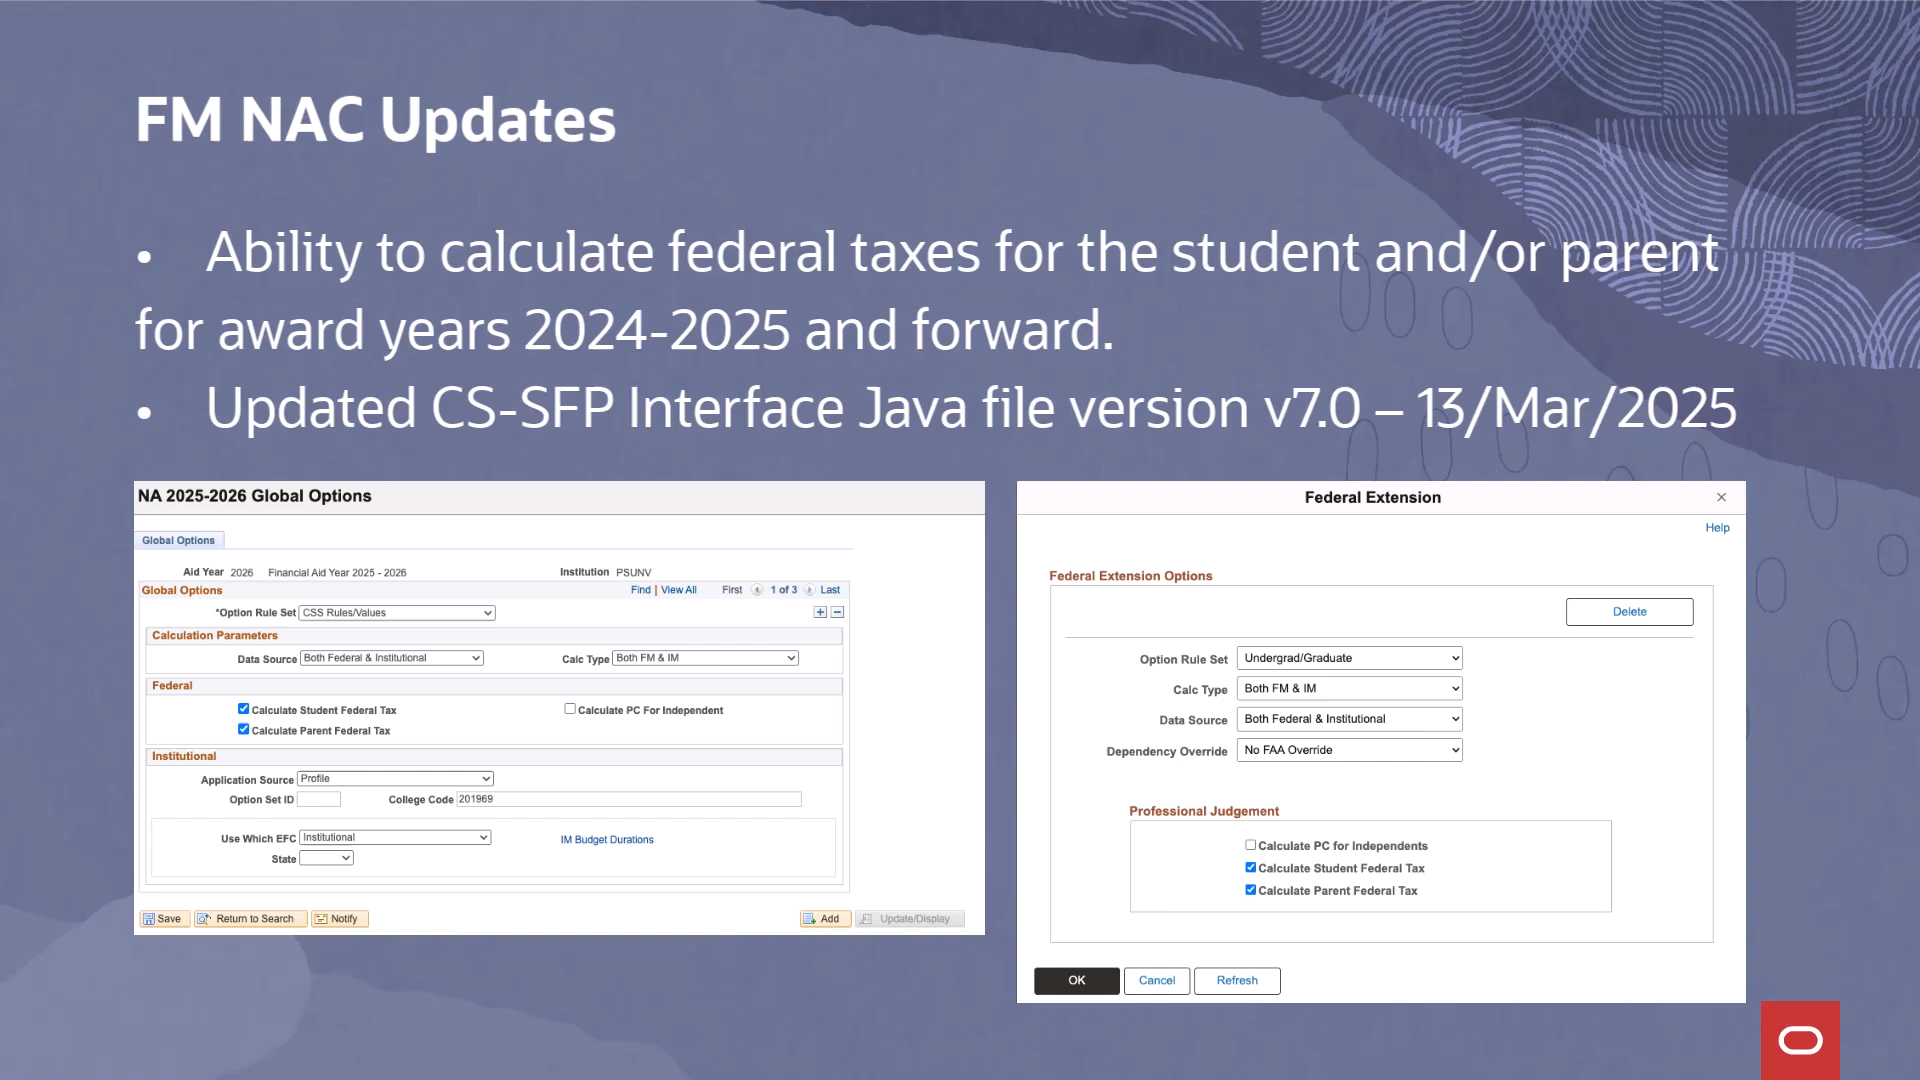 FM NAC Updates
• Ability to calculate federal taxes for the student and/or parent
for award years 2024-2025 and forward.
• Updated CS-SFP Interface Java file version v7.0 – 13/Mar/2025
NA 2025-2026 Global Options
Global Options
Aid Year 2026 Financial Aid Year 2025 - 2026 Institution PSUNV
Global Options Find | View All First 1 of 3 Last
*Option Rule Set CSS Rules/Values
Calculation Parameters
Data Source Both Federal & Institutional Calc Type Both FM & IM
Federal
Calculate Student Federal Tax Calculate PC For Independent
Calculate Parent Federal Tax
Institutional
Application Source Profile
Option Set ID College Code 201969
Use Which EFC Institutional IM Budget Durations
State
Save Return to Search Notify Add Update/Display
Federal Extension ×
Help
Federal Extension Options
Delete
Option Rule Set Undergrad/Graduate
Calc Type Both FM & IM
Data Source Both Federal & Institutional
Dependency Override No FAA Override
Professional Judgement
Calculate PC for Independents
Calculate Student Federal Tax
Calculate Parent Federal Tax
OK Cancel Refresh